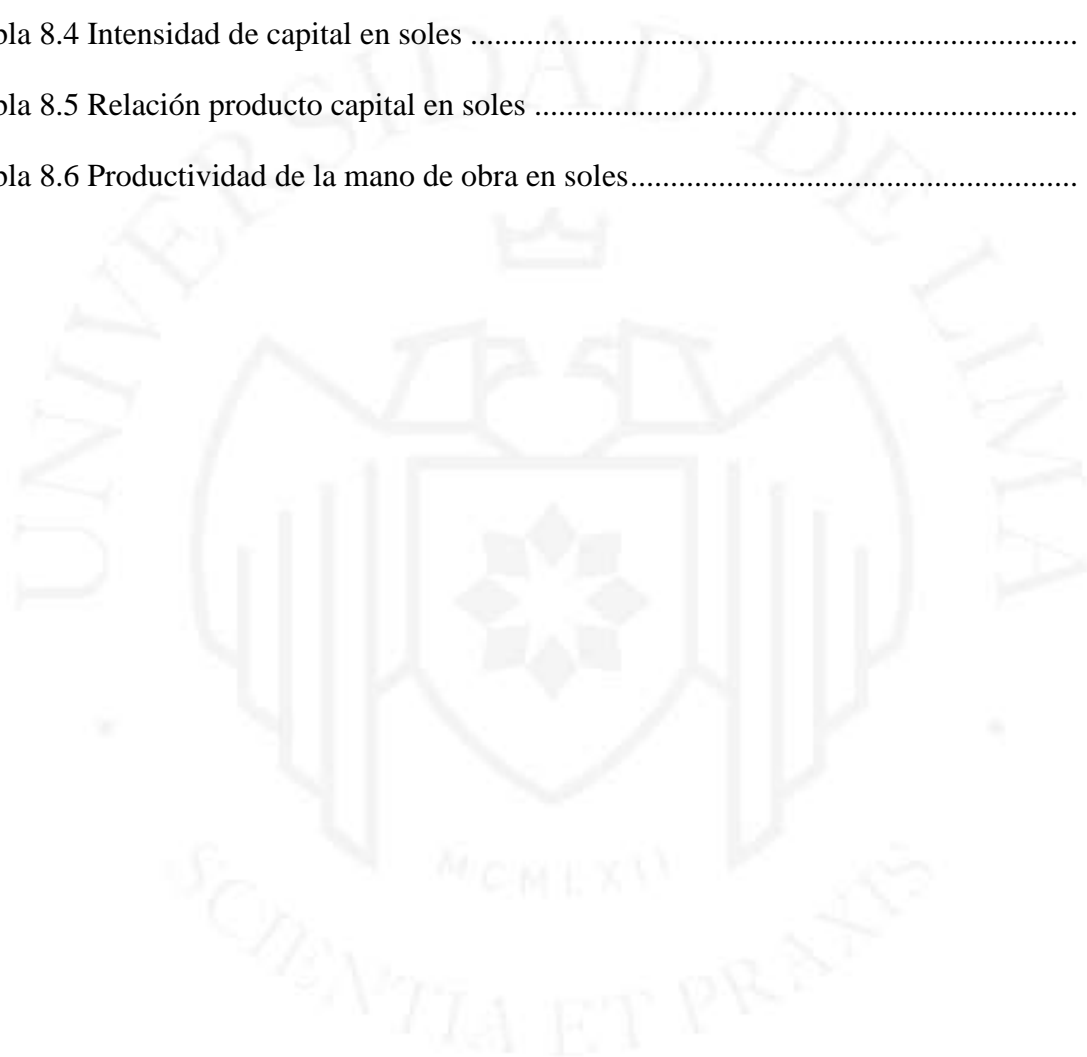 bla 8.4 Intensidad de capital en soles ............................................................................
bla 8.5 Relación producto capital en soles ....................................................................
bla 8.6 Productividad de la mano de obra en soles........................................................
UNIVERSIDAD DE LIMA
MCMLXII
SCIENTIA ET PRAXIS